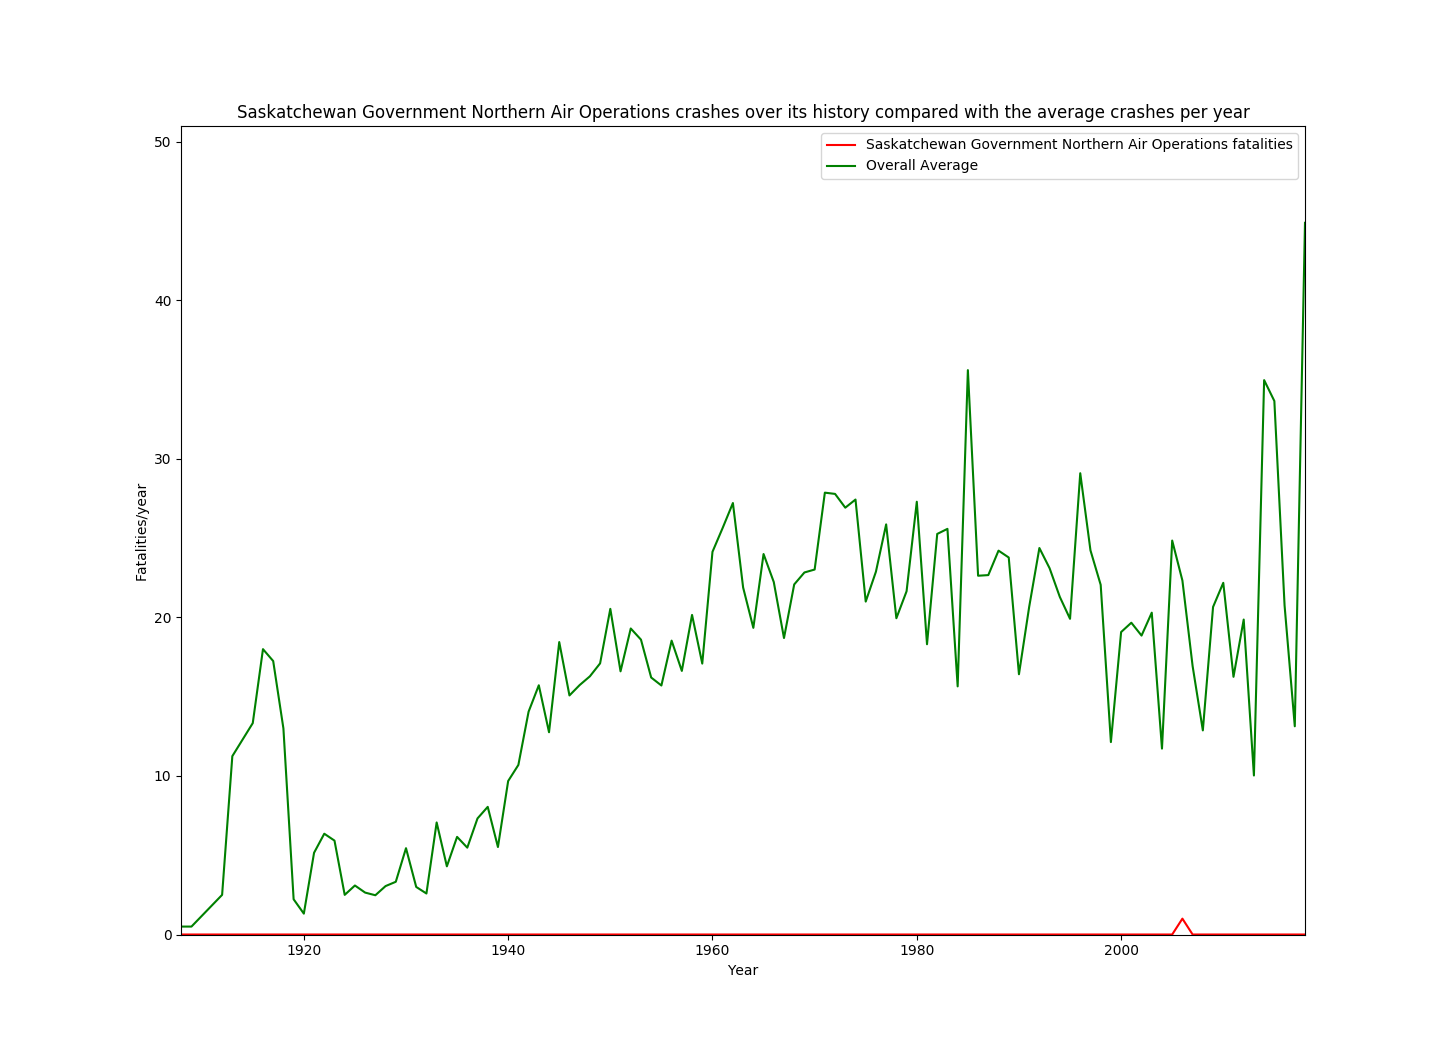 Saskatchewan Government Northern Air Operations crashes over its history compared with the average crashes per year
Saskatchewan Government Northern Air Operations fatalities
Overall Average
50
40
30
20
10
0
Fatalities/year
1920
1940
1960
1980
2000
Year